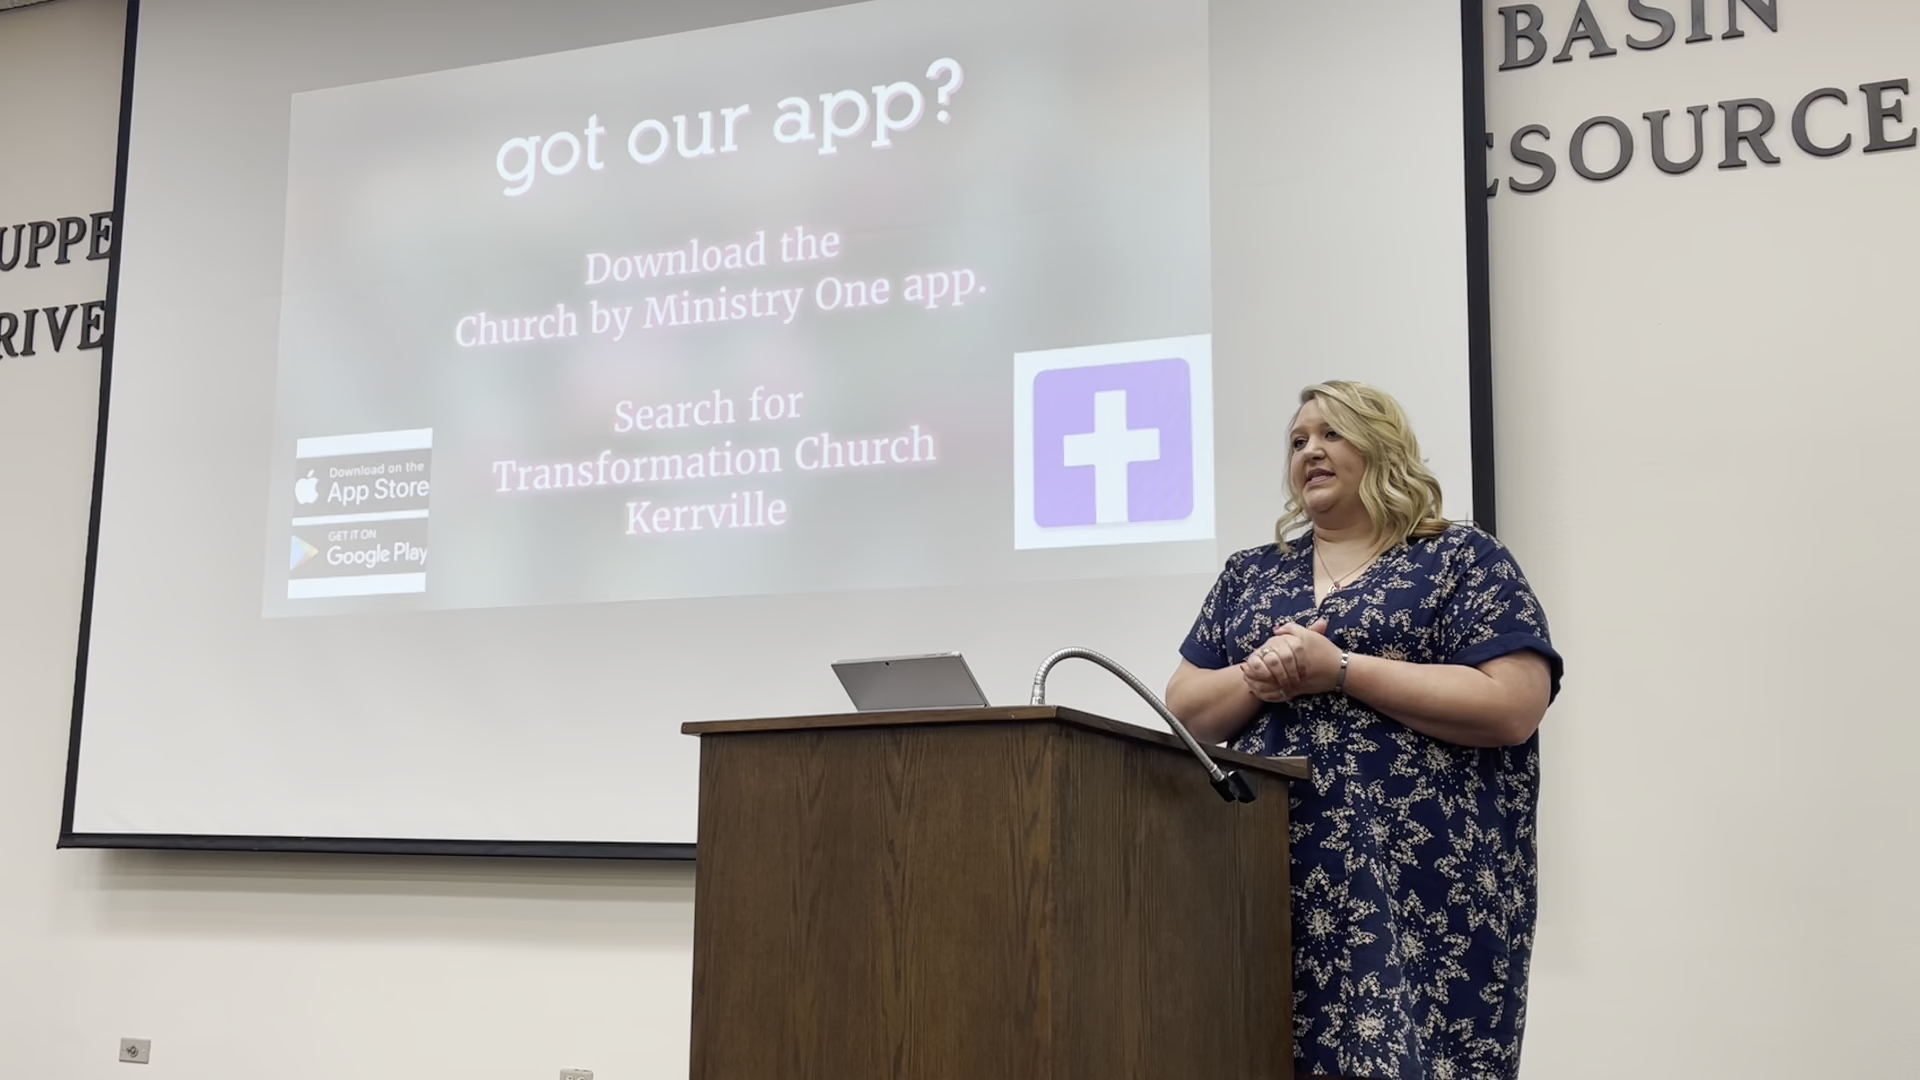 UPPE
RIVE
BASIN
ESOURCE
got our app?
Download the
Church by Ministry One app.
Search for
Transformation Church
Kerrville
Download on the
App Store
GET IT ON
Google Play